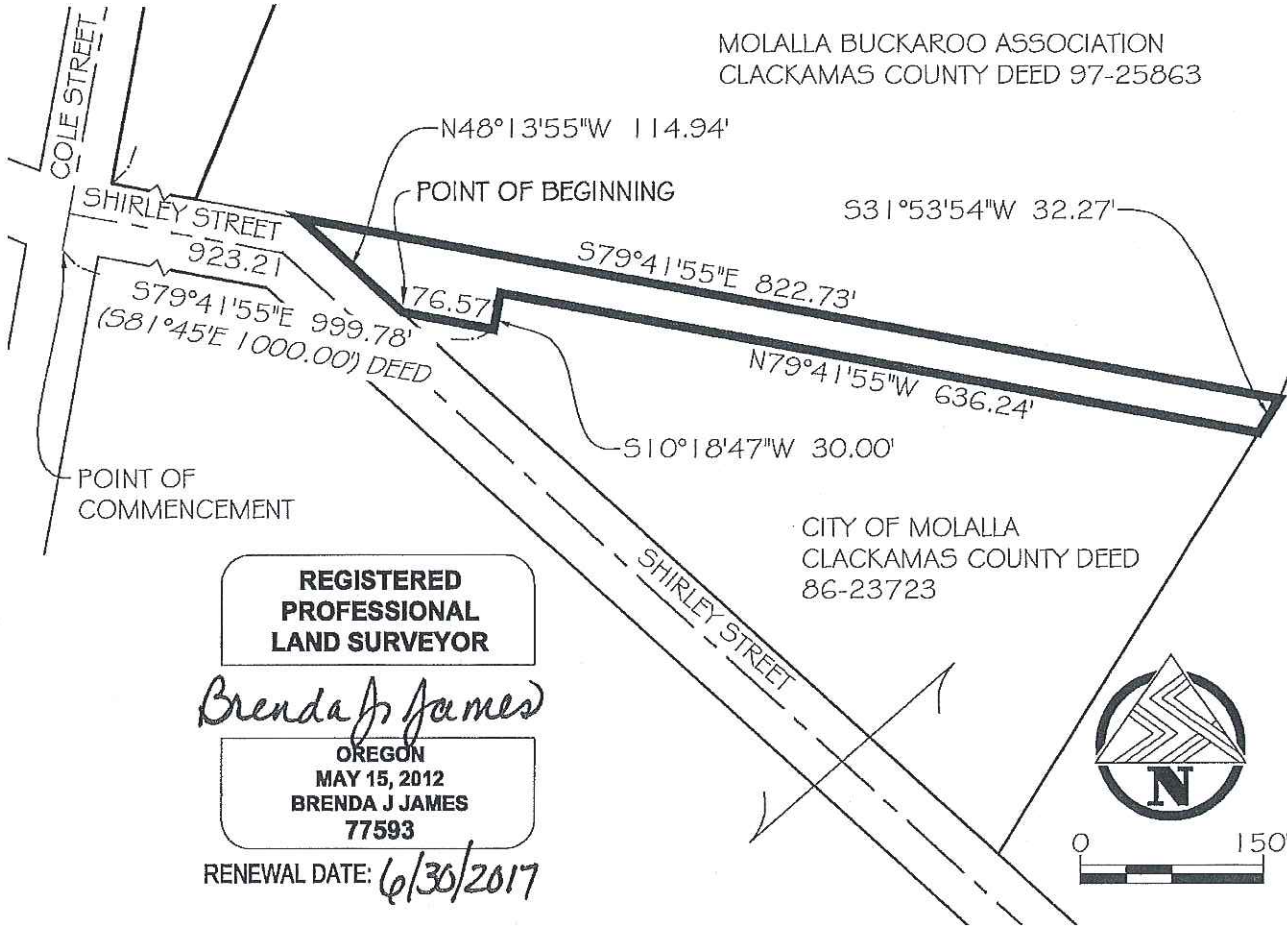 MOLALLA BUCKAROO ASSOCIATION
CLACKAMAS COUNTY DEED 97-25863
COLE STREET
N48°13'55"W 114.94'
POINT OF BEGINNING
SHIRLEY STREET
923.21
S31°53'54"W 32.27'
S79°41'55"E 822.73'
76.57'
S79°41'55"E 999.78'
(S81°45'E 1000.00') DEED
N79°41'55"W 636.24'
S10°18'47"W 30.00'
POINT OF
COMMENCEMENT
CITY OF MOLALLA
CLACKAMAS COUNTY DEED
86-23723
SHIRLEY STREET
REGISTERED
PROFESSIONAL
LAND SURVEYOR
Brenda J James
OREGON
MAY 15, 2012
BRENDA J JAMES
77593
RENEWAL DATE: 6/30/2017
N
0 150'